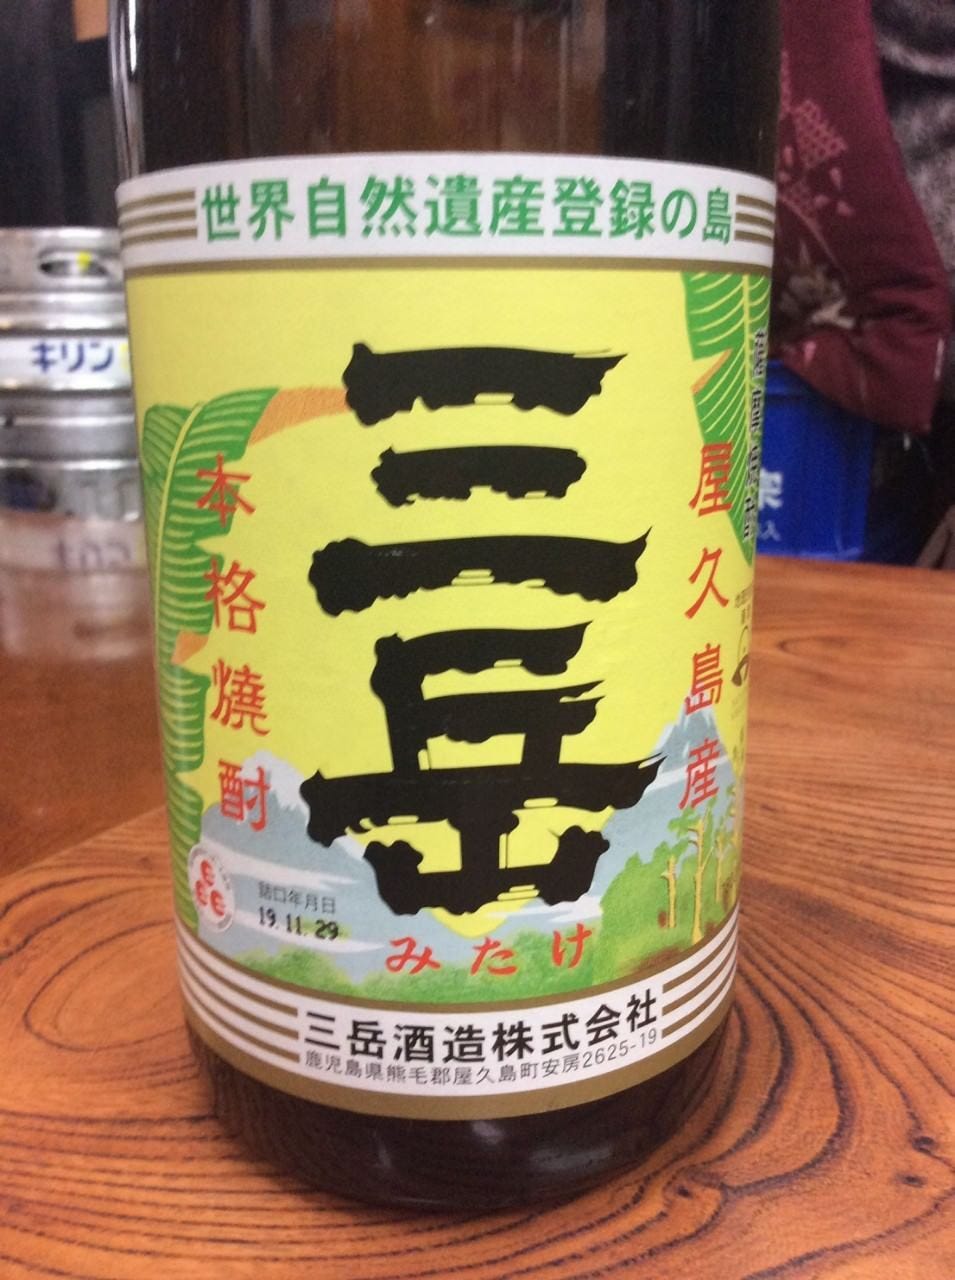 世界自然遺産登録の島
三岳
屋久島産
本格焼酎
詰口年月日
19.11.29
みたけ
三岳酒造株式会社
鹿児島県熊毛郡屋久島町安房2625-19
キリン